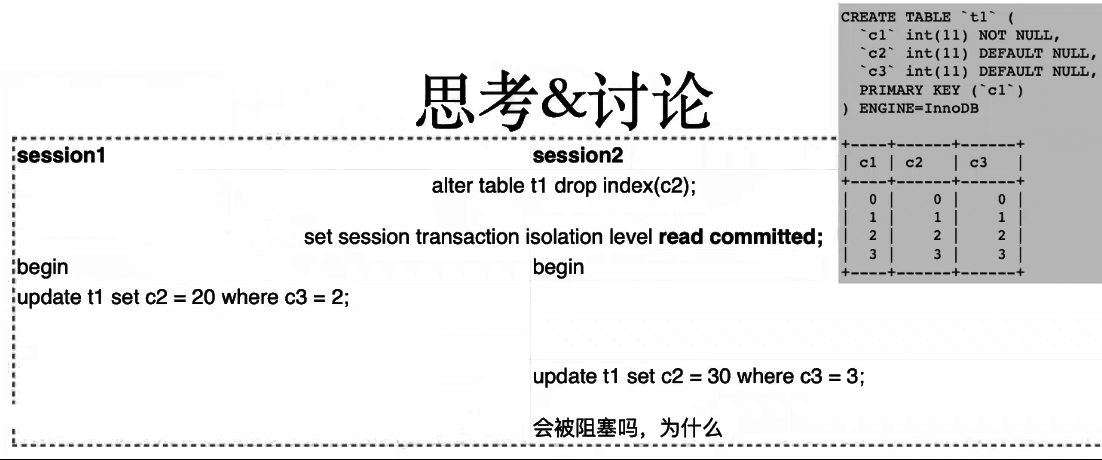 CREATE TABLE `t1` (
`c1` int(11) NOT NULL,
`c2` int(11) DEFAULT NULL,
`c3` int(11) DEFAULT NULL,
PRIMARY KEY (`c1`)
) ENGINE=InnoDB
+----+------+------+
| c1 | c2 | c3 |
+----+------+------+
| 0 | 0 | 0 |
| 1 | 1 | 1 |
| 2 | 2 | 2 |
| 3 | 3 | 3 |
+----+------+------+
思考&讨论
session1 session2
alter table t1 drop index(c2);
set session transaction isolation level read committed;
begin begin
update t1 set c2 = 20 where c3 = 2;
update t1 set c2 = 30 where c3 = 3;
会被阻塞吗，为什么